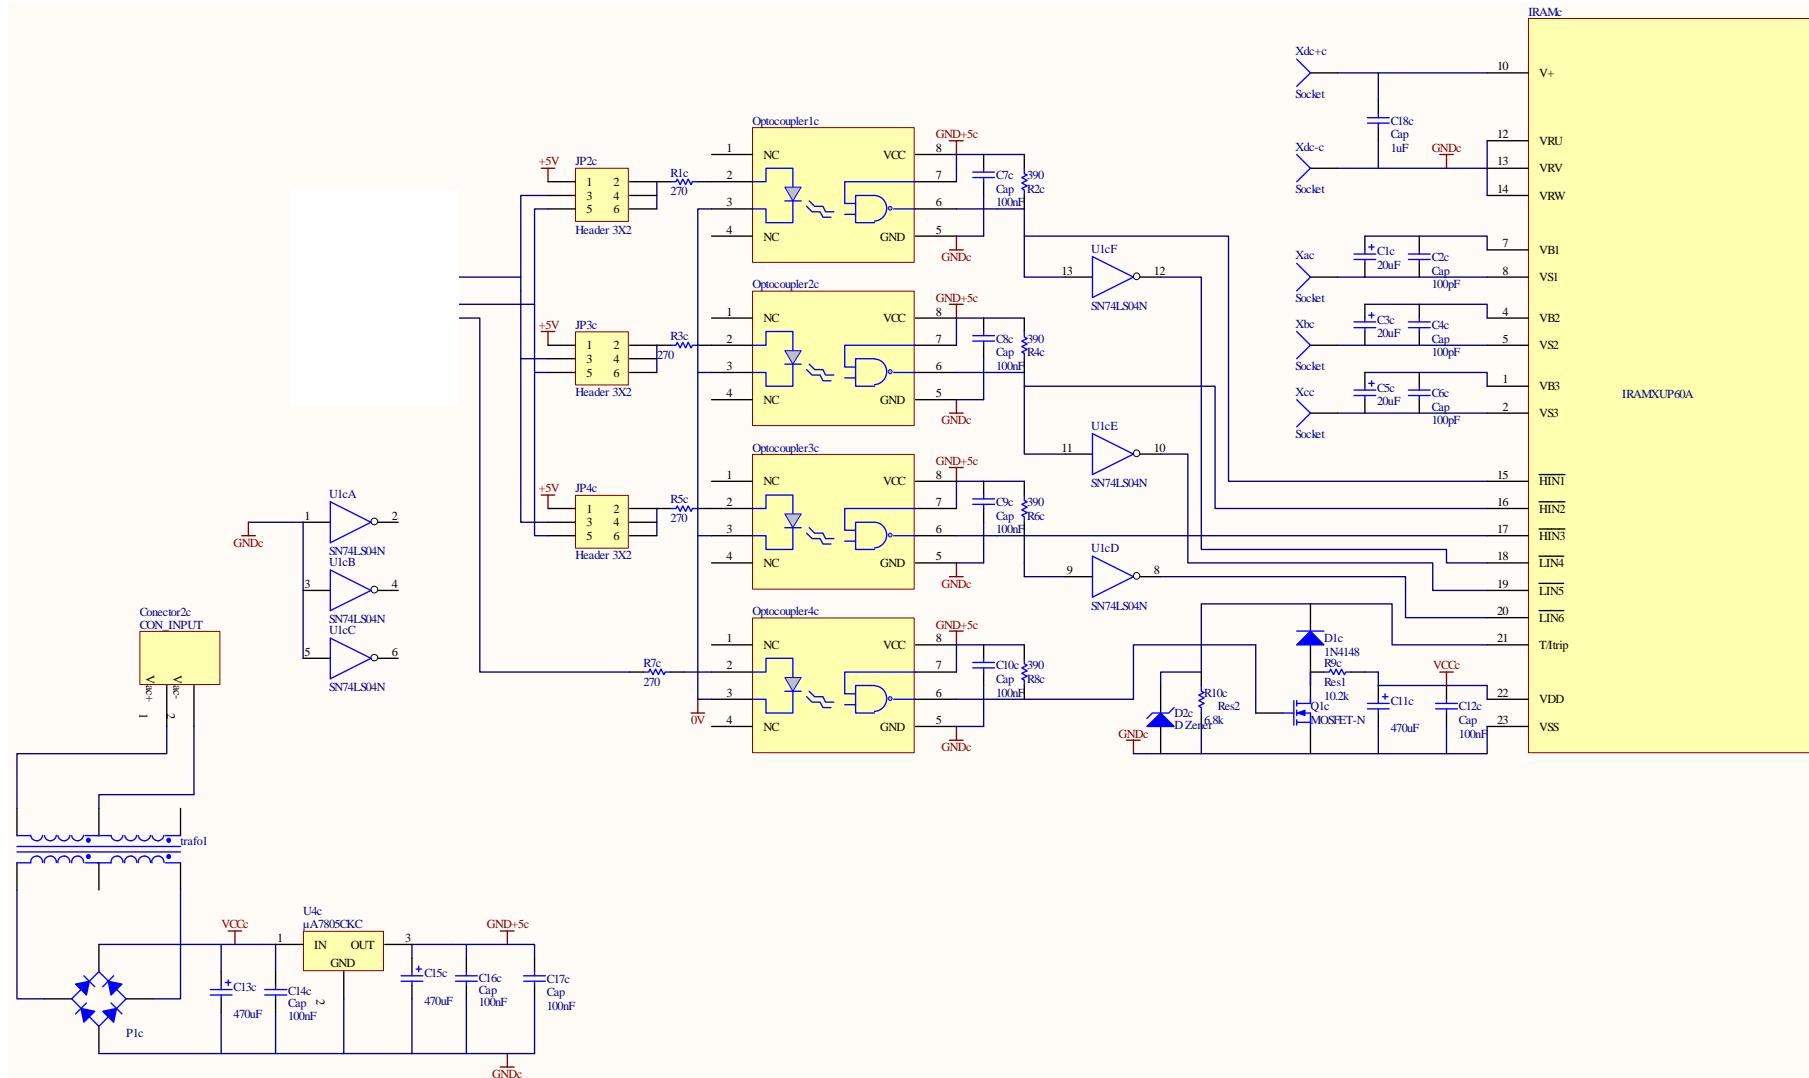 IRAMc
Xdc+c
Socket
10
V+
C18c
Cap
1uF
Xdc-c
Socket
GNDc
12
VRU
13
VRV
14
VRW
Xac
Socket
C1c
20uF
C2c
Cap
100pF
7
VB1
8
VS1
Xbc
Socket
C3c
20uF
C4c
Cap
100pF
4
VB2
5
VS2
Xcc
Socket
C5c
20uF
C6c
Cap
100pF
1
VB3
2
VS3
IRAMXUP60A
15
HIN1
16
HIN2
17
HIN3
18
LIN4
19
LIN5
20
LIN6
21
T/Itrip
22
VDD
23
VSS
Optocoupler1c
1
NC
2
3
4
NC
VCC
8
7
6
GND
5
GND+5c
GNDc
C7c
Cap
100nF
390
R2c
+5V
JP2c
1 2
3 4
5 6
Header 3X2
R1c
270
U1cF
13
12
SN74LS04N
Optocoupler2c
1
NC
2
3
4
NC
VCC
8
7
6
GND
5
GND+5c
GNDc
C8c
Cap
100nF
390
R4c
+5V
JP3c
1 2
3 4
5 6
Header 3X2
R3c
270
U1cE
11
10
SN74LS04N
Optocoupler3c
1
NC
2
3
4
NC
VCC
8
7
6
GND
5
GND+5c
GNDc
C9c
Cap
100nF
390
R6c
+5V
JP4c
1 2
3 4
5 6
Header 3X2
R5c
270
U1cD
9
8
SN74LS04N
Optocoupler4c
1
NC
2
3
4
NC
VCC
8
7
6
GND
5
GND+5c
GNDc
C10c
Cap
100nF
390
R8c
R7c
270
0V
GNDc
D2c
D Zener
R10c
Res2
6.8k
D1c
1N4148
R9c
Res1
10.2k
Q1c
MOSFET-N
C11c
470uF
VCCc
C12c
Cap
100nF
U1cA
1
2
SN74LS04N
GNDc
U1cB
3
4
SN74LS04N
U1cC
5
6
SN74LS04N
Conector2c
CON_INPUT
Vac+
Vac-
1
2
trafo1
P1c
VCCc
C13c
470uF
C14c
Cap
100nF
U4c
µA7805CKC
1
IN
OUT
3
GND
2
GND+5c
C15c
470uF
C16c
Cap
100nF
C17c
Cap
100nF
GNDc